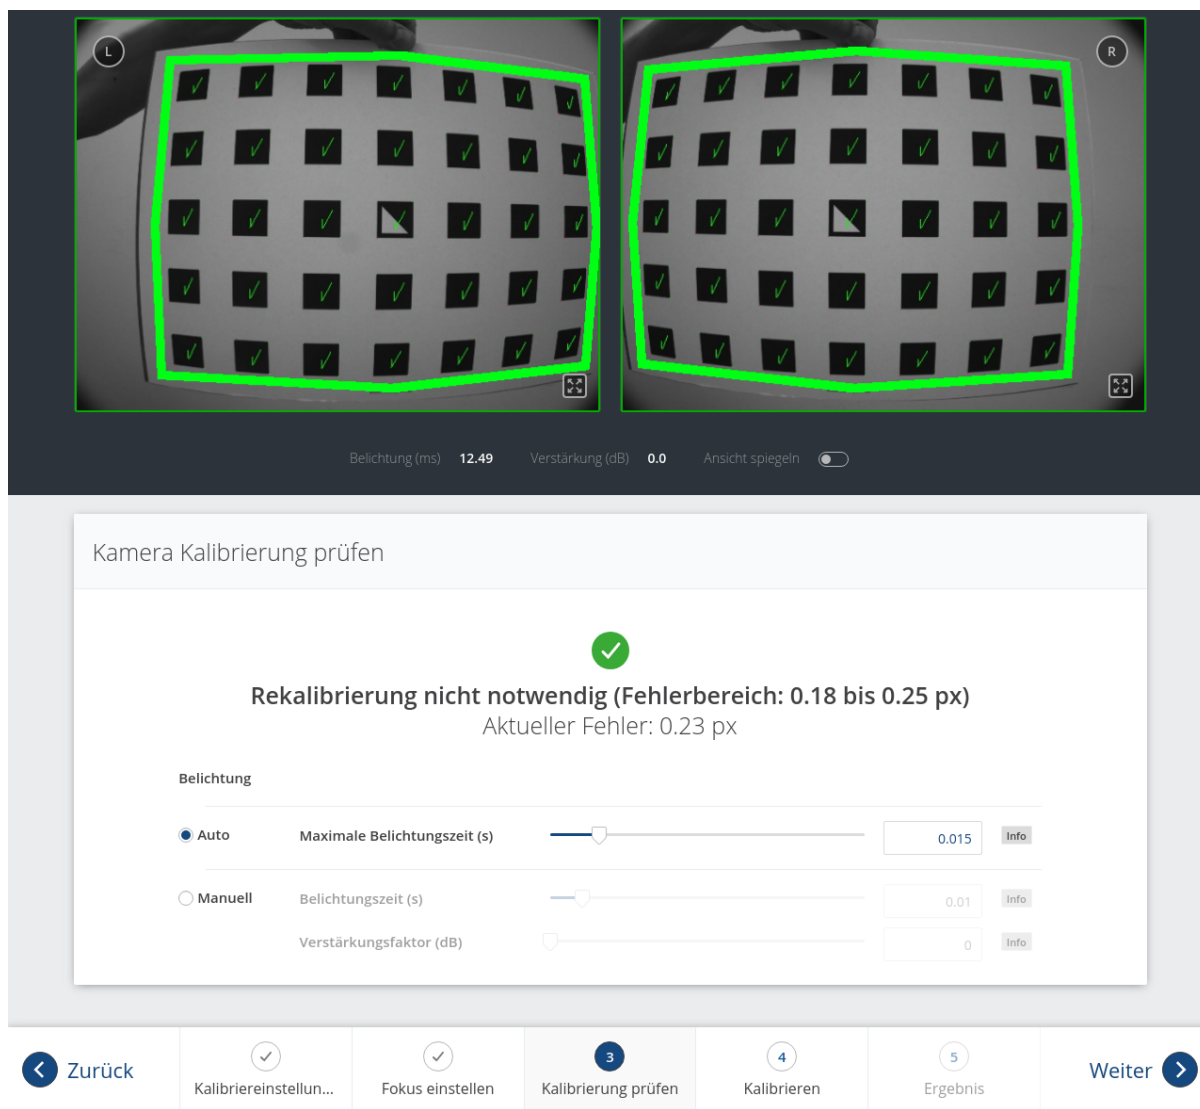 L
R
Belichtung (ms) 12.49 Verstärkung (dB) 0.0 Ansicht spiegeln
Kamera Kalibrierung prüfen
Rekalibrierung nicht notwendig (Fehlerbereich: 0.18 bis 0.25 px)
Aktueller Fehler: 0.23 px
Belichtung
Auto Maximale Belichtungszeit (s) 0.015 Info
Manuell Belichtungszeit (s) 0.01 Info
Verstärkungsfaktor (dB) 0 Info
Zurück
Kalibriereinstellun...
Fokus einstellen
3
Kalibrierung prüfen
4
Kalibrieren
5
Ergebnis
Weiter